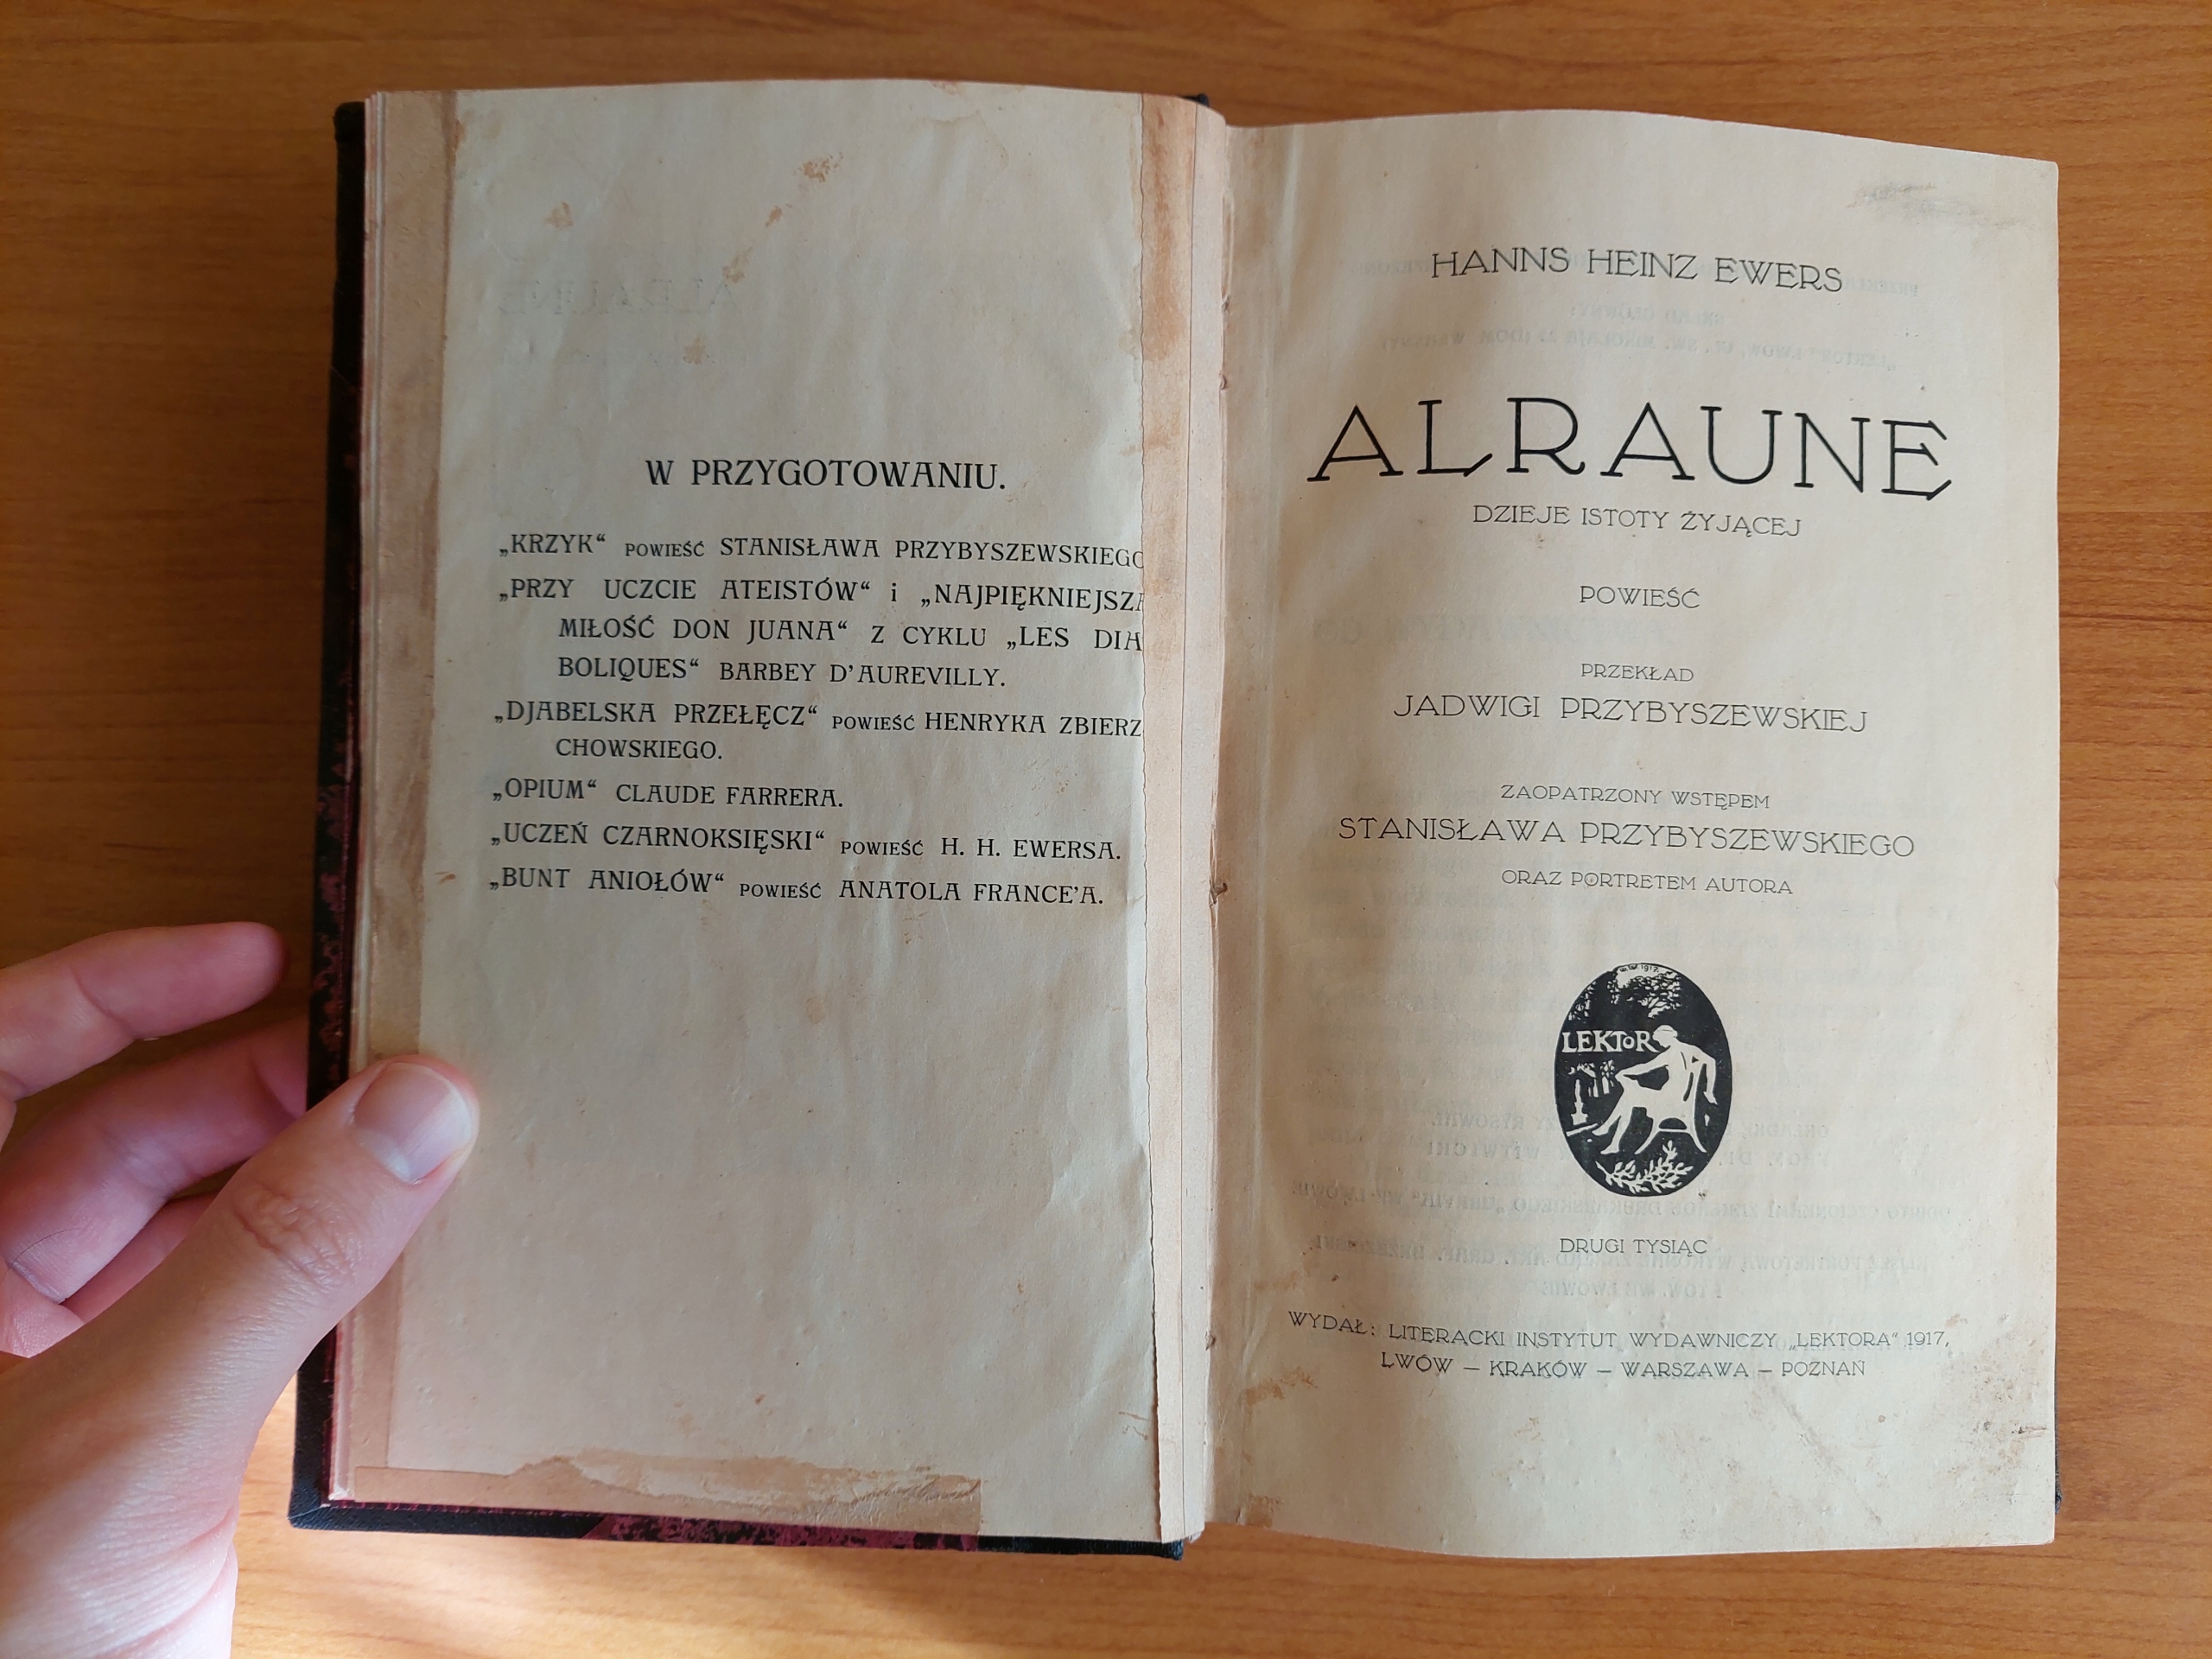 W PRZYGOTOWANIU.
„KRZYK“ POWIEŚĆ STANISŁAWA PRZYBYSZEWSKIEGO
„PRZY UCZCIE ATEISTÓW“ i „NAJPIĘKNIEJSZA
MIŁOŚĆ DON JUANA“ Z CYKLU „LES DIA
BOLIQUES“ BARBEY D'AUREVILLY.
„DJABELSKA PRZEŁĘCZ“ POWIEŚĆ HENRYKA ZBIERZ
CHOWSKIEGO.
„OPIUM“ CLAUDE FARRERA.
„UCZEŃ CZARNOKSIĘSKI“ POWIEŚĆ H. H. EWERSA.
„BUNT ANIOŁÓW“ POWIEŚĆ ANATOLA FRANCE'A.
HANNS HEINZ EWERS
ALRAUNE
DZIEJE ISTOTY ŻYJĄCEJ
POWIEŚĆ
PRZEKŁAD
JADWIGI PRZYBYSZEWSKIEJ
ZAOPATRZONY WSTĘPEM
STANISŁAWA PRZYBYSZEWSKIEGO
ORAZ PORTRETEM AUTORA
LEKTOR
DRUGI TYSIĄC
WYDAŁ: LITERACKI INSTYTUT WYDAWNICZY „LEKTORA“ 1917,
LWÓW — KRAKÓW — WARSZAWA — POZNAŃ